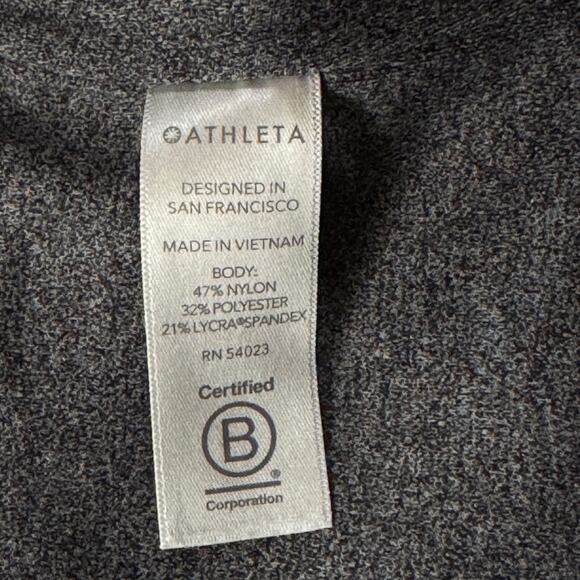 ATHLETA
DESIGNED IN
SAN FRANCISCO
MADE IN VIETNAM
BODY:
47% NYLON
32% POLYESTER
21% LYCRA® SPANDEX
RN 54023
Certified
B
®
Corporation